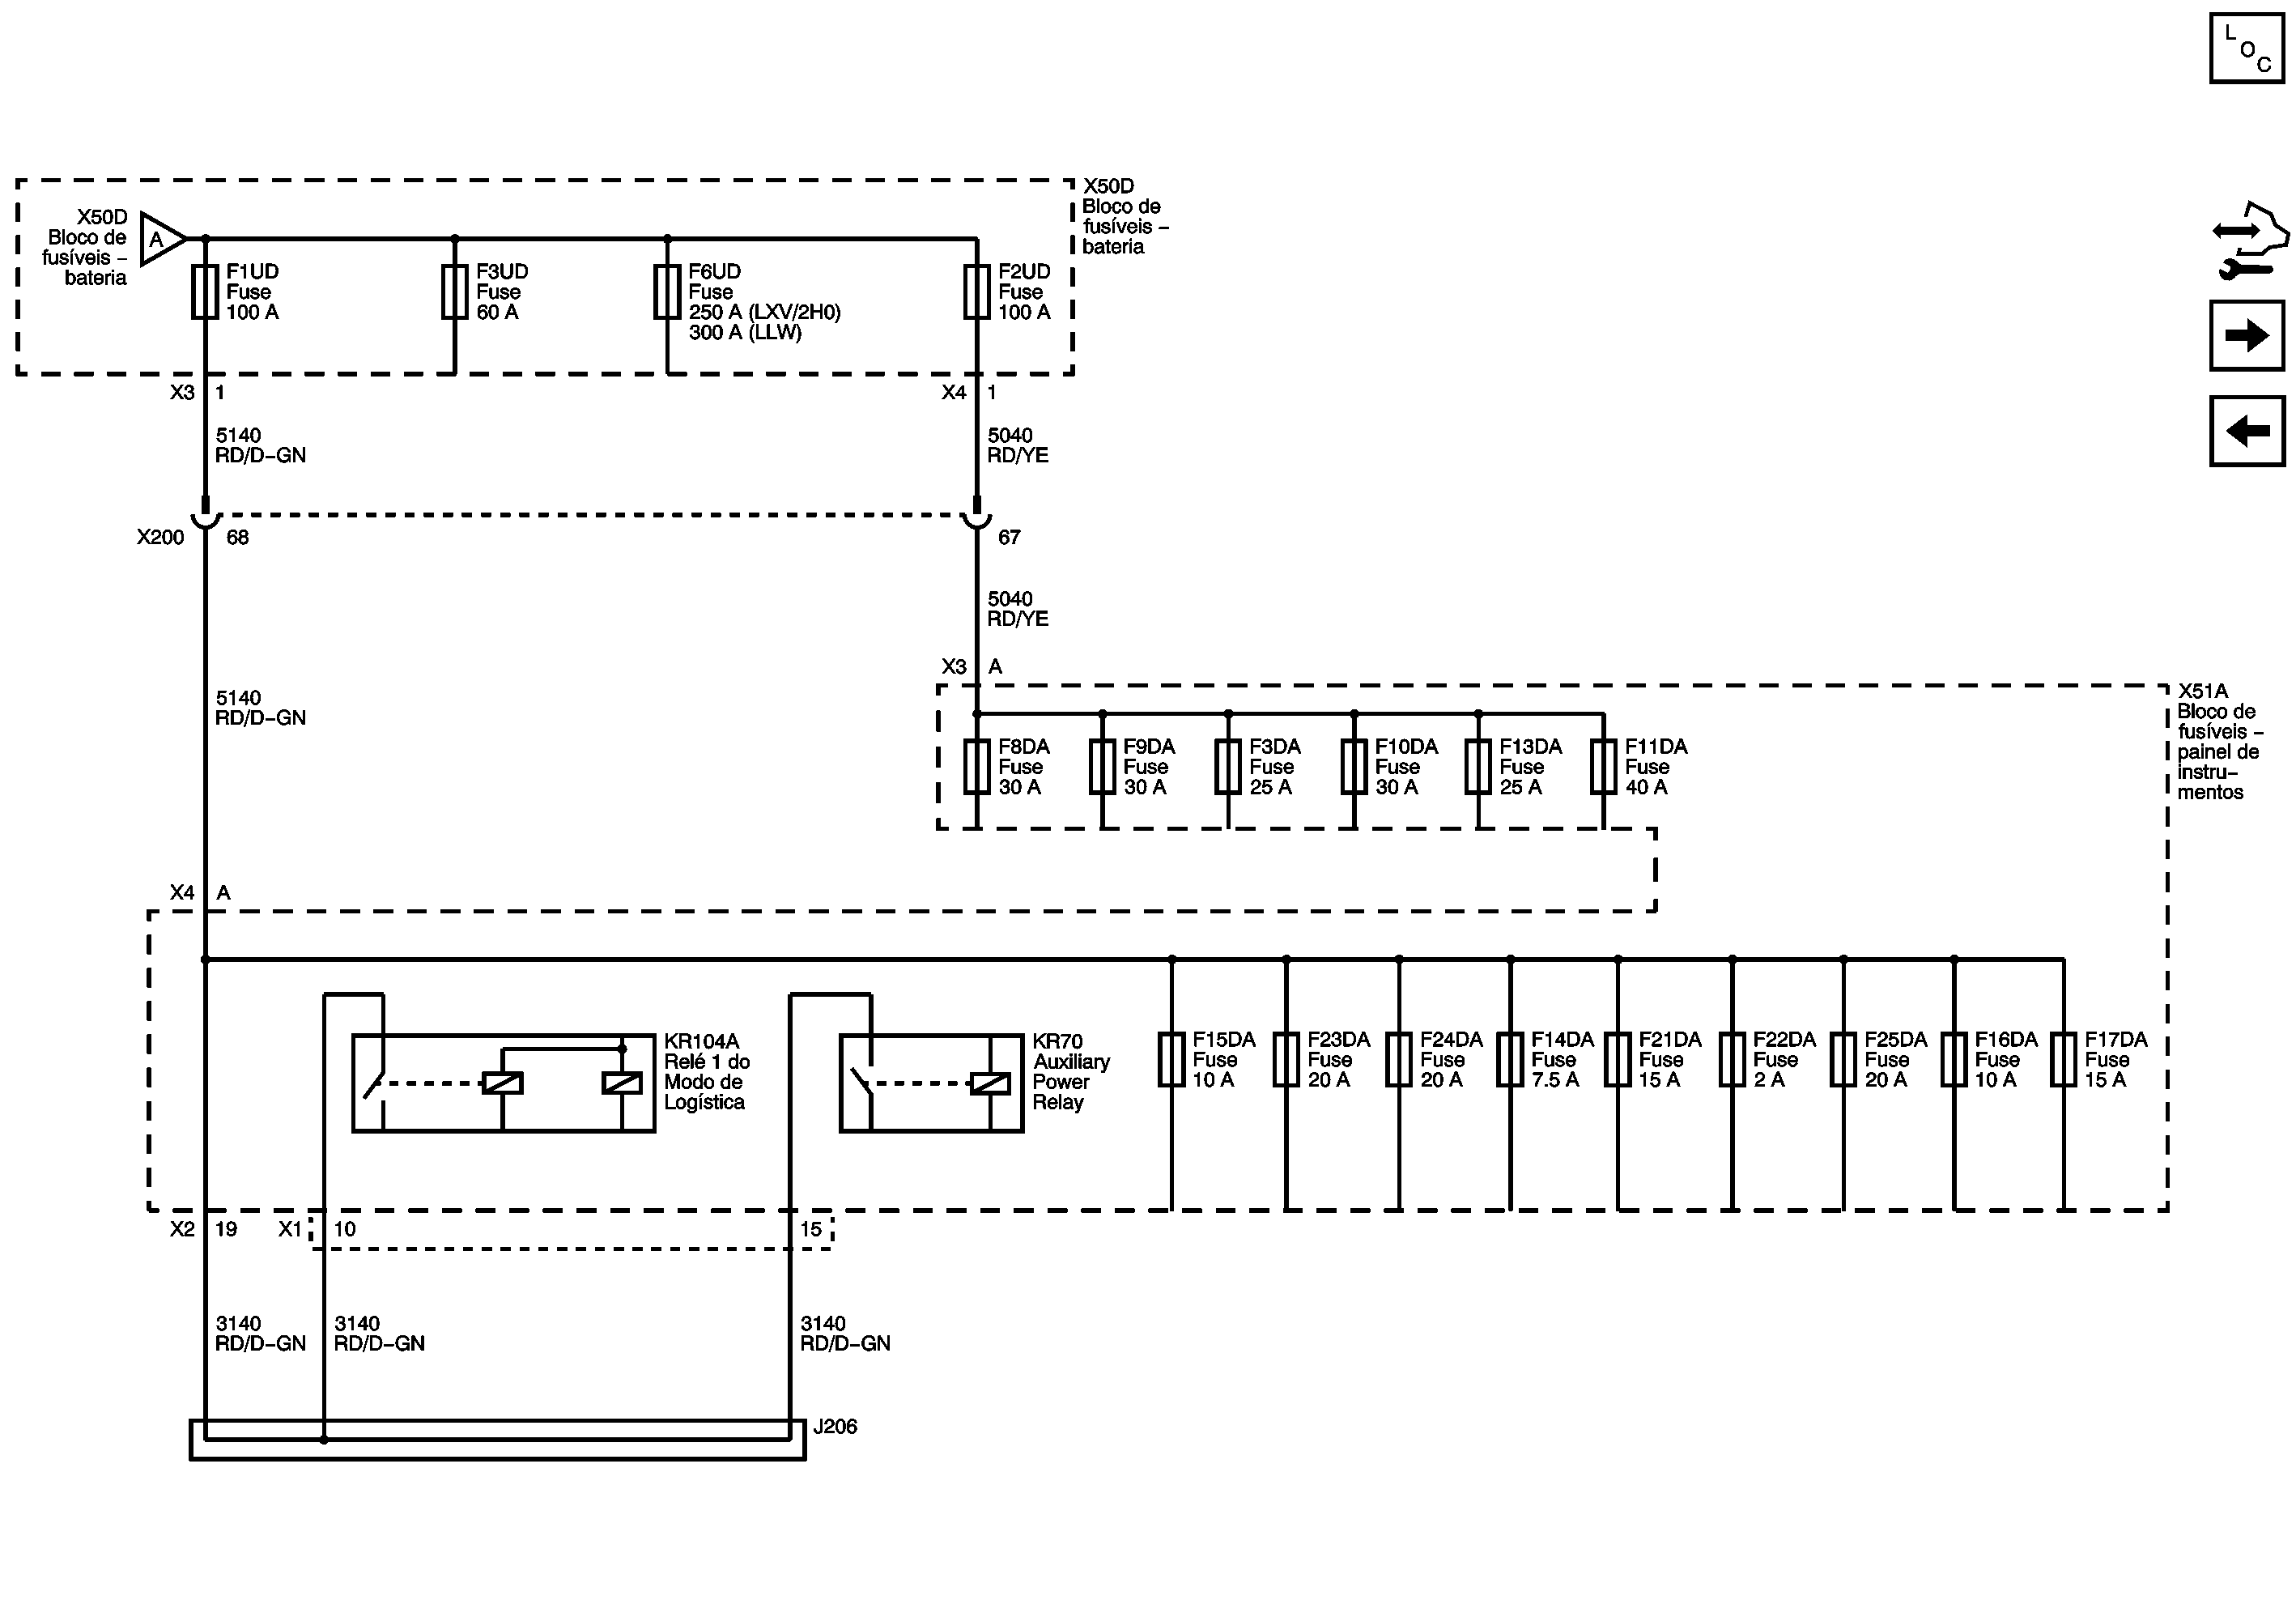 L
O
C
X50D
Bloco de
fusíveis –
bateria
X50D
Bloco de
fusíveis –
bateria
A
F1UD
Fuse
100 A
F3UD
Fuse
60 A
F6UD
Fuse
250 A (LXV/2H0)
300 A (LLW)
F2UD
Fuse
100 A
X3 1
X4 1
5140
RD/D–GN
5040
RD/YE
X200 68
67
5040
RD/YE
X3 A
5140
RD/D–GN
X51A
Bloco de
fusíveis –
painel de
instru–
mentos
F8DA
Fuse
30 A
F9DA
Fuse
30 A
F3DA
Fuse
25 A
F10DA
Fuse
30 A
F13DA
Fuse
25 A
F11DA
Fuse
40 A
X4 A
KR104A
Relé 1 do
Modo de
Logística
KR70
Auxiliary
Power
Relay
F15DA
Fuse
10 A
F23DA
Fuse
20 A
F24DA
Fuse
20 A
F14DA
Fuse
7.5 A
F21DA
Fuse
15 A
F22DA
Fuse
2 A
F25DA
Fuse
20 A
F16DA
Fuse
10 A
F17DA
Fuse
15 A
X2 19
X1 10
15
3140
RD/D–GN
3140
RD/D–GN
3140
RD/D–GN
J206